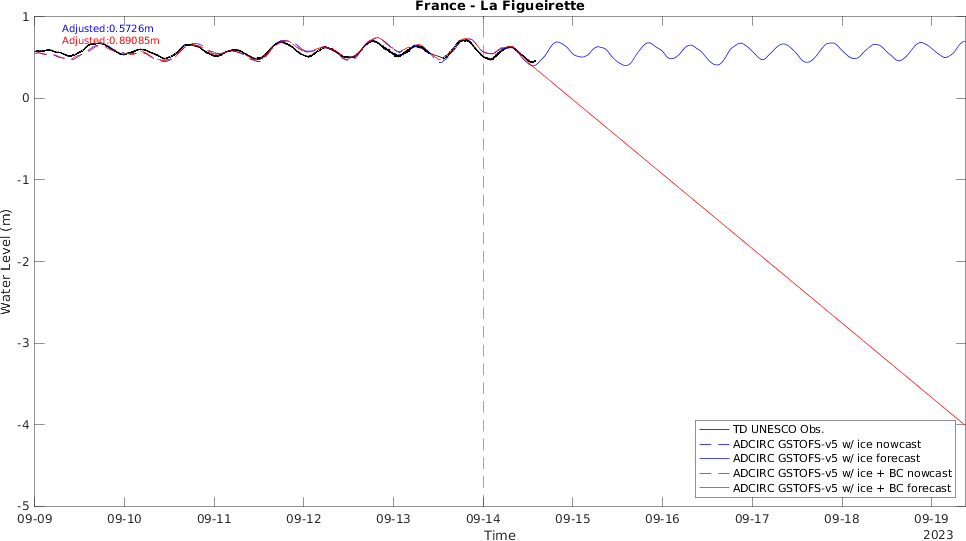 France - La Figueirette
Adjusted:0.5726m
Adjusted:0.89085m
1
0
-1
-2
-3
-4
-5
Water Level (m)
09-09 09-10 09-11 09-12 09-13 09-14 09-15 09-16 09-17 09-18 09-19
Time
2023
TD UNESCO Obs.
ADCIRC GSTOFS-v5 w/ ice nowcast
ADCIRC GSTOFS-v5 w/ ice forecast
ADCIRC GSTOFS-v5 w/ ice + BC nowcast
ADCIRC GSTOFS-v5 w/ ice + BC forecast